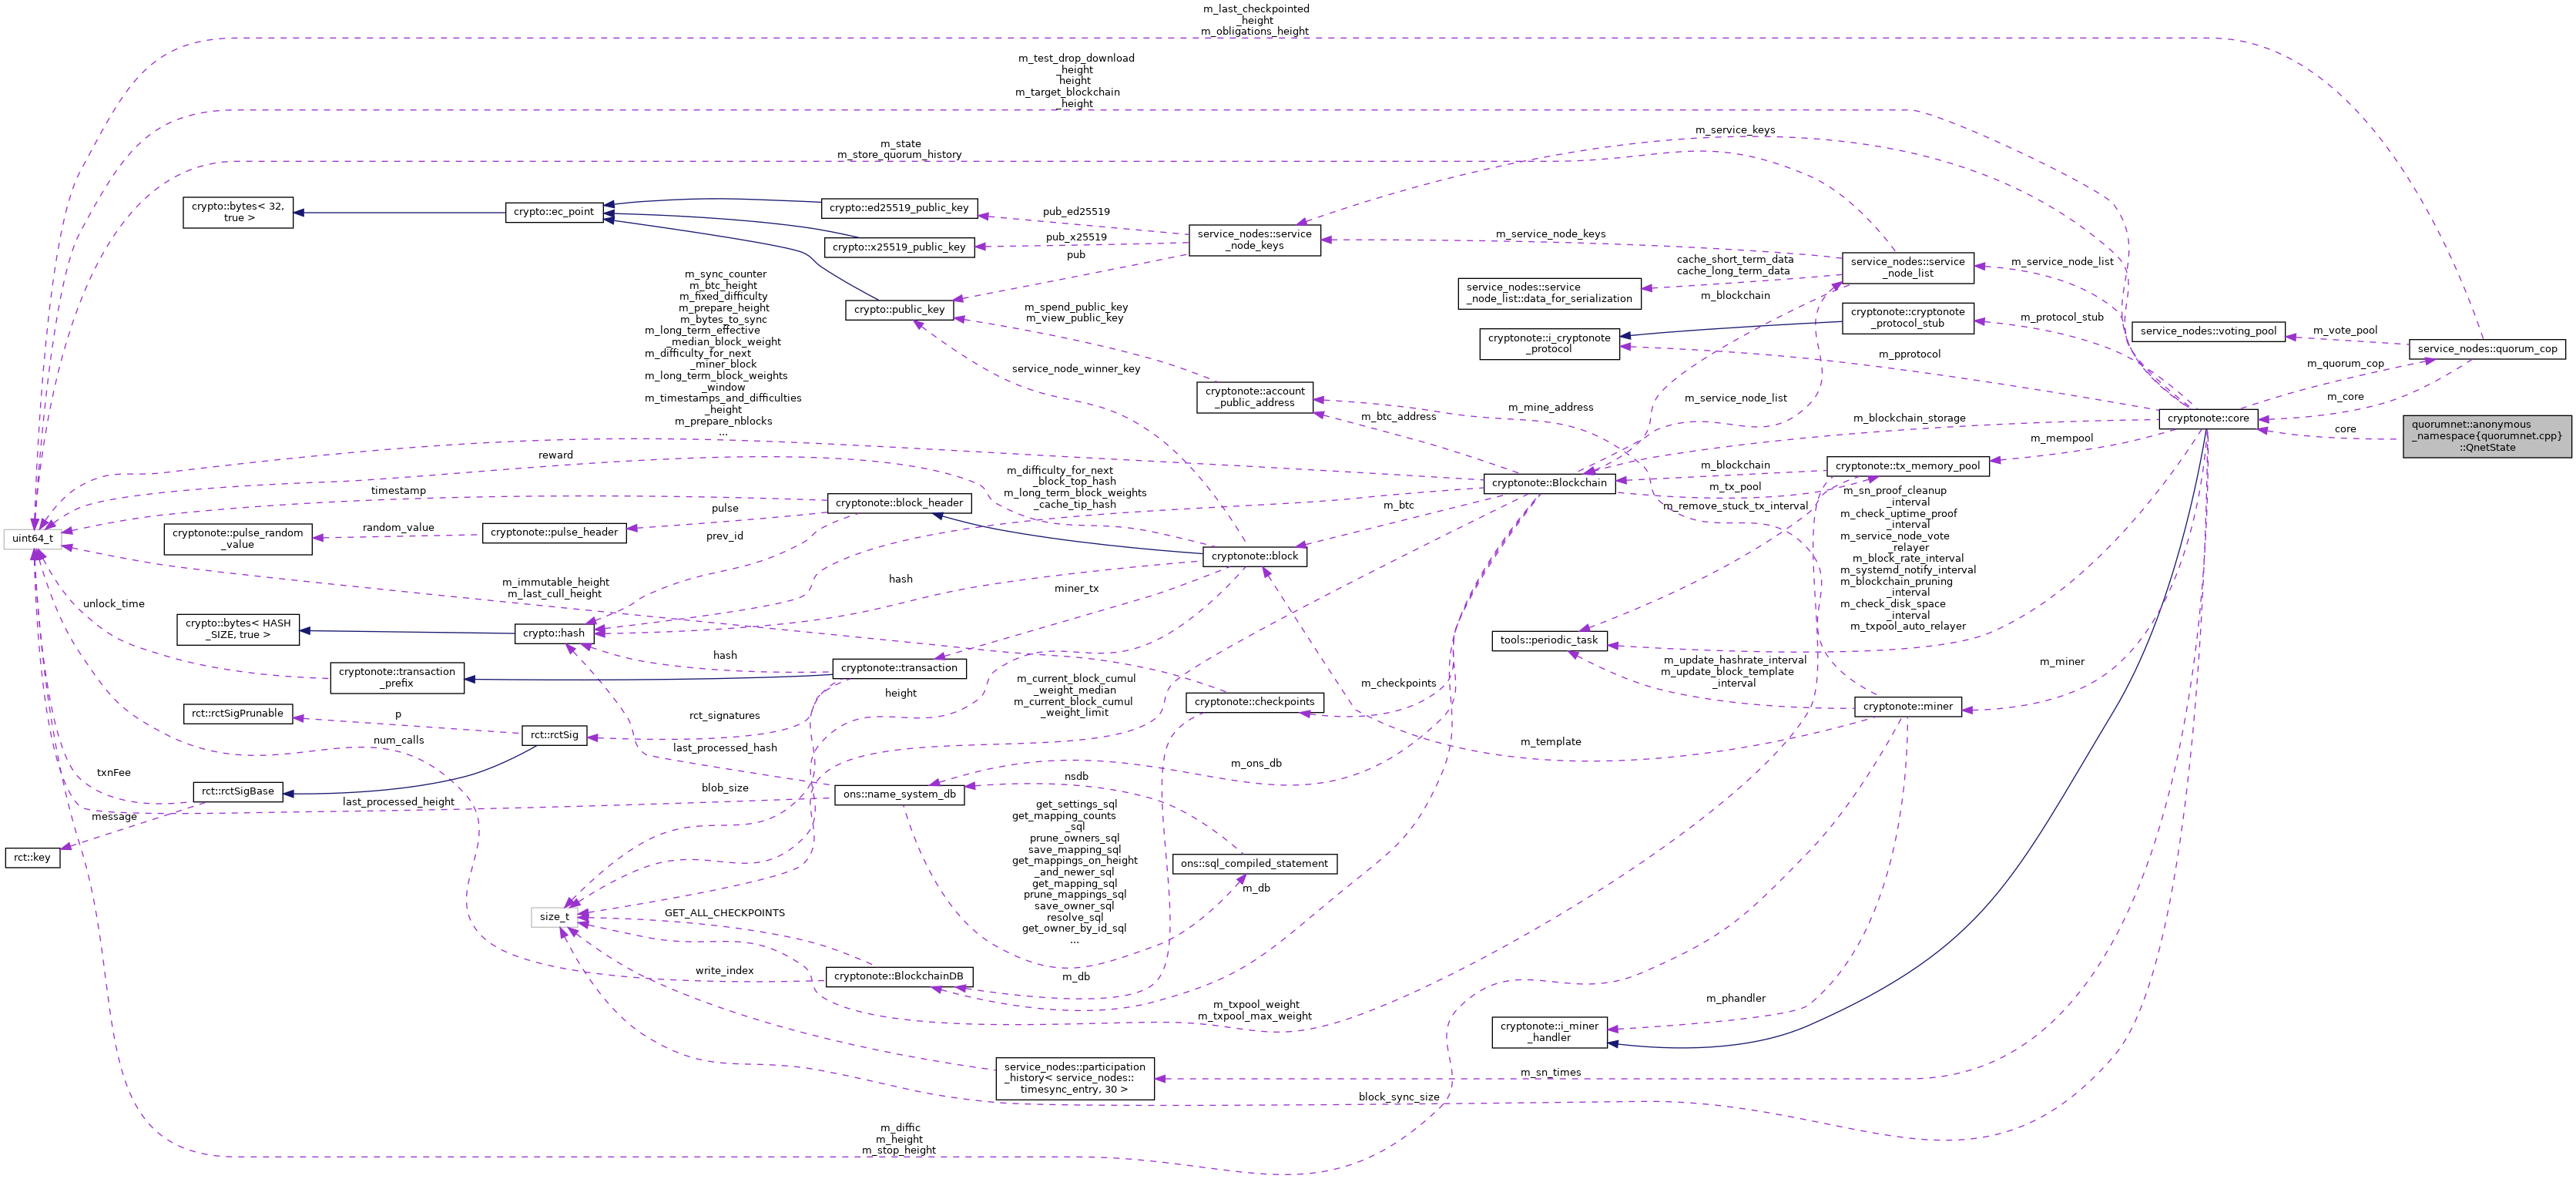 m_last_checkpointed
_height
m_obligations_height
m_test_drop_download
_height
height
m_target_blockchain
_height
m_service_keys
m_state
m_store_quorum_history
crypto::bytes< 32,
true >
crypto::ec_point
crypto::ed25519_public_key
crypto::x25519_public_key
pub_ed25519
pub_x25519
pub
service_nodes::service
_node_keys
m_service_node_keys
service_nodes::service
_node_list
m_service_node_list
cache_short_term_data
cache_long_term_data
service_nodes::service
_node_list::data_for_serialization
m_blockchain
crypto::public_key
m_spend_public_key
m_view_public_key
cryptonote::cryptonote
_protocol_stub
m_protocol_stub
cryptonote::i_cryptonote
_protocol
m_pprotocol
service_nodes::voting_pool
m_vote_pool
service_nodes::quorum_cop
m_quorum_cop
m_core
m_sync_counter
m_btc_height
m_fixed_difficulty
m_prepare_height
m_bytes_to_sync
m_long_term_effective
_median_block_weight
m_difficulty_for_next
_miner_block
m_long_term_block_weights
_window
m_timestamps_and_difficulties
_height
m_prepare_nblocks
...
service_node_winner_key
cryptonote::account
_public_address
m_mine_address
m_btc_address
m_service_node_list
m_blockchain_storage
cryptonote::core
core
quorumnet::anonymous
_namespace{quorumnet.cpp}
::QnetState
m_mempool
cryptonote::tx_memory_pool
m_blockchain
m_tx_pool
cryptonote::Blockchain
reward
timestamp
m_difficulty_for_next
_block_top_hash
m_long_term_block_weights
_cache_tip_hash
cryptonote::block_header
pulse
prev_id
cryptonote::pulse_header
random_value
cryptonote::pulse_random
_value
uint64_t
m_btc
m_remove_stuck_tx_interval
m_sn_proof_cleanup
_interval
m_check_uptime_proof
_interval
m_service_node_vote
_relayer
m_block_rate_interval
m_systemd_notify_interval
m_blockchain_pruning
_interval
m_check_disk_space
_interval
m_txpool_auto_relayer
cryptonote::block
hash
miner_tx
m_immutable_height
m_last_cull_height
unlock_time
crypto::bytes< HASH
_SIZE, true >
crypto::hash
hash
cryptonote::transaction
cryptonote::transaction
_prefix
tools::periodic_task
m_update_hashrate_interval
m_update_block_template
_interval
m_miner
cryptonote::miner
height
m_current_block_cumul
_weight_median
m_current_block_cumul
_weight_limit
m_checkpoints
cryptonote::checkpoints
rct::rctSigPrunable
p
rct::rctSig
rct_signatures
num_calls
last_processed_hash
m_template
m_ons_db
nsdb
txnFee
rct::rctSigBase
message
last_processed_height
blob_size
ons::name_system_db
get_settings_sql
get_mapping_counts
_sql
prune_owners_sql
save_mapping_sql
get_mappings_on_height
_and_newer_sql
get_mapping_sql
prune_mappings_sql
save_owner_sql
resolve_sql
get_owner_by_id_sql
...
ons::sql_compiled_statement
m_db
rct::key
size_t
GET_ALL_CHECKPOINTS
write_index
cryptonote::BlockchainDB
m_db
m_txpool_weight
m_txpool_max_weight
m_phandler
cryptonote::i_miner
_handler
service_nodes::participation
_history< service_nodes::
timesync_entry, 30 >
m_sn_times
block_sync_size
m_diffic
m_height
m_stop_height